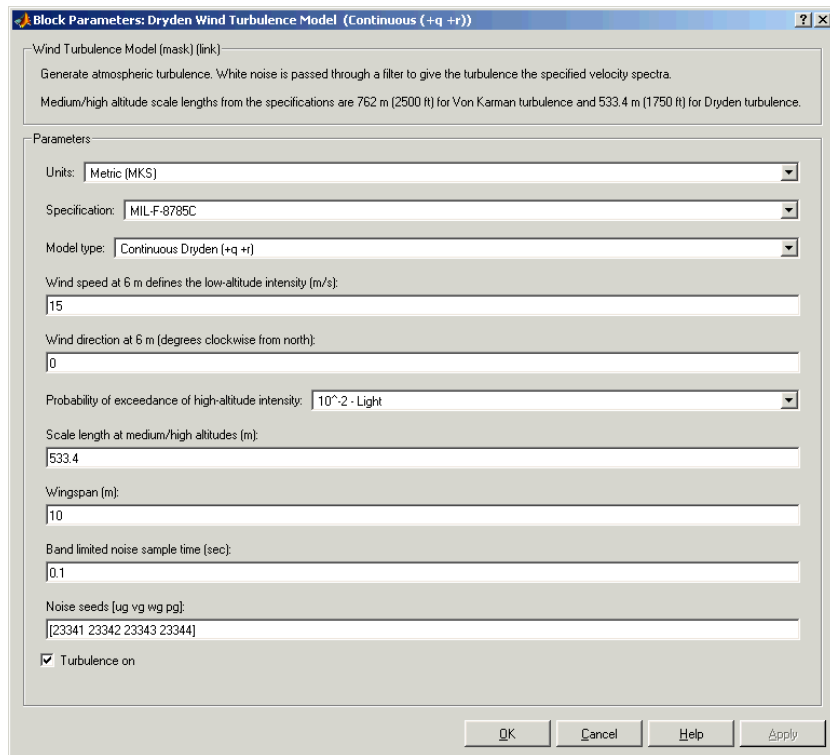 Block Parameters: Dryden Wind Turbulence Model (Continuous (+q +r))
Wind Turbulence Model (mask) (link)
Generate atmospheric turbulence. White noise is passed through a filter to give the turbulence the specified velocity spectra.
Medium/high altitude scale lengths from the specifications are 762 m (2500 ft) for Von Karman turbulence and 533.4 m (1750 ft) for Dryden turbulence.
Parameters
Units: Metric (MKS)
Specification: MIL-F-8785C
Model type: Continuous Dryden (+q +r)
Wind speed at 6 m defines the low-altitude intensity (m/s):
15
Wind direction at 6 m (degrees clockwise from north):
0
Probability of exceedance of high-altitude intensity: 10^-2 - Light
Scale length at medium/high altitudes (m):
533.4
Wingspan (m):
10
Band limited noise sample time (sec):
0.1
Noise seeds [ug vg wg pg]:
[23341 23342 23343 23344]
Turbulence on
OK Cancel Help Apply